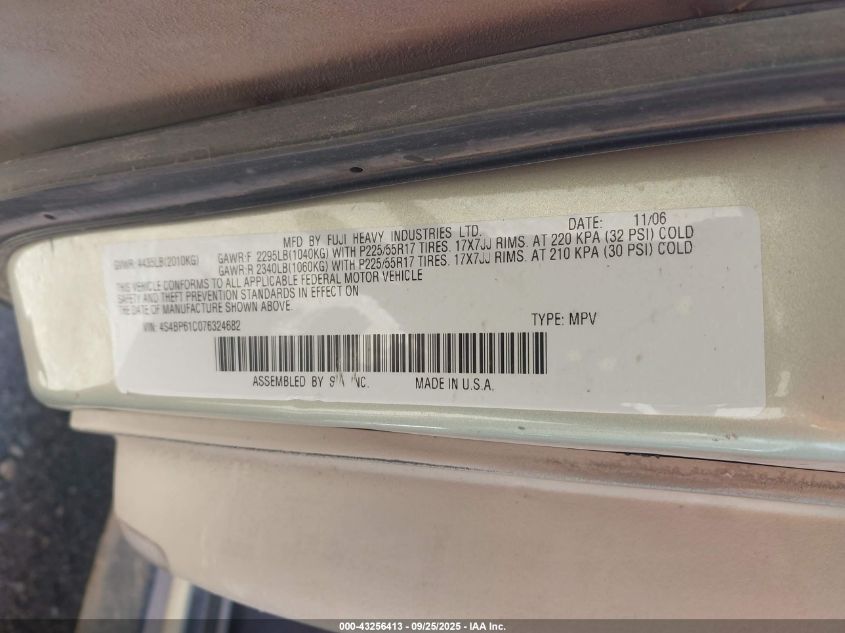 MFD BY FUJI HEAVY INDUSTRIES LTD. DATE: 11/06
GVWR: 4435LB(2010KG) GAWR:F 2295LB(1040KG) WITH P225/55R17 TIRES. 17X7JJ RIMS. AT 220 KPA (32 PSI) COLD
GAWR:R 2340LB(1060KG) WITH P225/55R17 TIRES. 17X7JJ RIMS. AT 210 KPA (30 PSI) COLD
THIS VEHICLE CONFORMS TO ALL APPLICABLE FEDERAL MOTOR VEHICLE
SAFETY AND THEFT PREVENTION STANDARDS IN EFFECT ON
THE DATE OF MANUFACTURE SHOWN ABOVE.
VIN: 4S4BP61C076324682 TYPE: MPV
ASSEMBLED BY INC. MADE IN U.S.A.
000-43256413 - 09/25/2025 - IAA Inc.